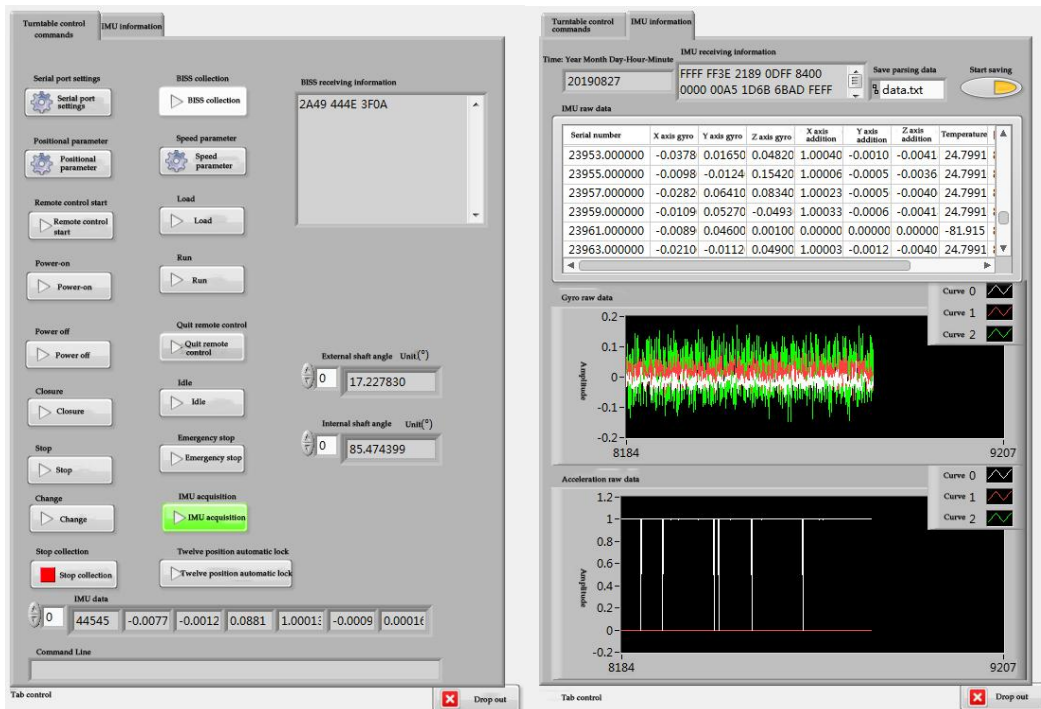 Turntable control
commands
IMU information
Serial port settings
Serial port
settings
BISS collection
BISS collection
BISS receiving information
2A49 444E 3F0A
Positional parameter
Positional
parameter
Speed parameter
Speed
parameter
Remote control start
Remote control
start
Load
Load
Power-on
Power-on
Run
Run
Power off
Power off
Quit remote control
Quit remote
control
External shaft angle Unit(°)
0 17.227830
Closure
Closure
Idle
Idle
Internal shaft angle Unit(°)
0 85.474399
Stop
Stop
Emergency stop
Emergency stop
Change
Change
IMU acquisition
IMU acquisition
Stop collection
Stop collection
Twelve position automatic lock
Twelve position automatic lock
IMU data
0 44545 -0.0077 -0.0012 0.0881 1.0001 -0.0009 0.0001
Command Line
Tab control
Drop out
Turntable control
commands
IMU information
Time: Year Month Day-Hour-Minute
20190827
IMU receiving information
FFFF FF3E 2189 0DFF 8400
0000 00A5 1D6B 6BAD FEFF
Save parsing data
data.txt
Start saving
IMU raw data
Serial number X axis gyro Y axis gyro Z axis gyro X axis addition Y axis addition Z axis addition Temperature
23953.000000 -0.0378 0.01650 0.04820 1.00040 -0.0010 -0.0041 24.7991
23955.000000 -0.0098 -0.0124 0.15420 1.00006 -0.0005 -0.0036 24.7991
23957.000000 -0.0282 0.06410 0.08340 1.00023 -0.0005 -0.0040 24.7991
23959.000000 -0.0109 0.05270 -0.0493 1.00033 -0.0006 -0.0041 24.7991
23961.000000 -0.0089 0.04600 0.00100 0.00000 0.00000 0.00000 -81.915
23963.000000 -0.0210 -0.0112 0.04900 1.00003 -0.0012 -0.0040 24.7991
Gyro raw data
Curve 0
Curve 1
Curve 2
Amplitude
0.2
0.1
0
-0.1
-0.2
8184
9207
Acceleration raw data
Curve 0
Curve 1
Curve 2
Amplitude
1.2
1
0.8
0.6
0.4
0.2
0
-0.2
8184
9207
Tab control
Drop out